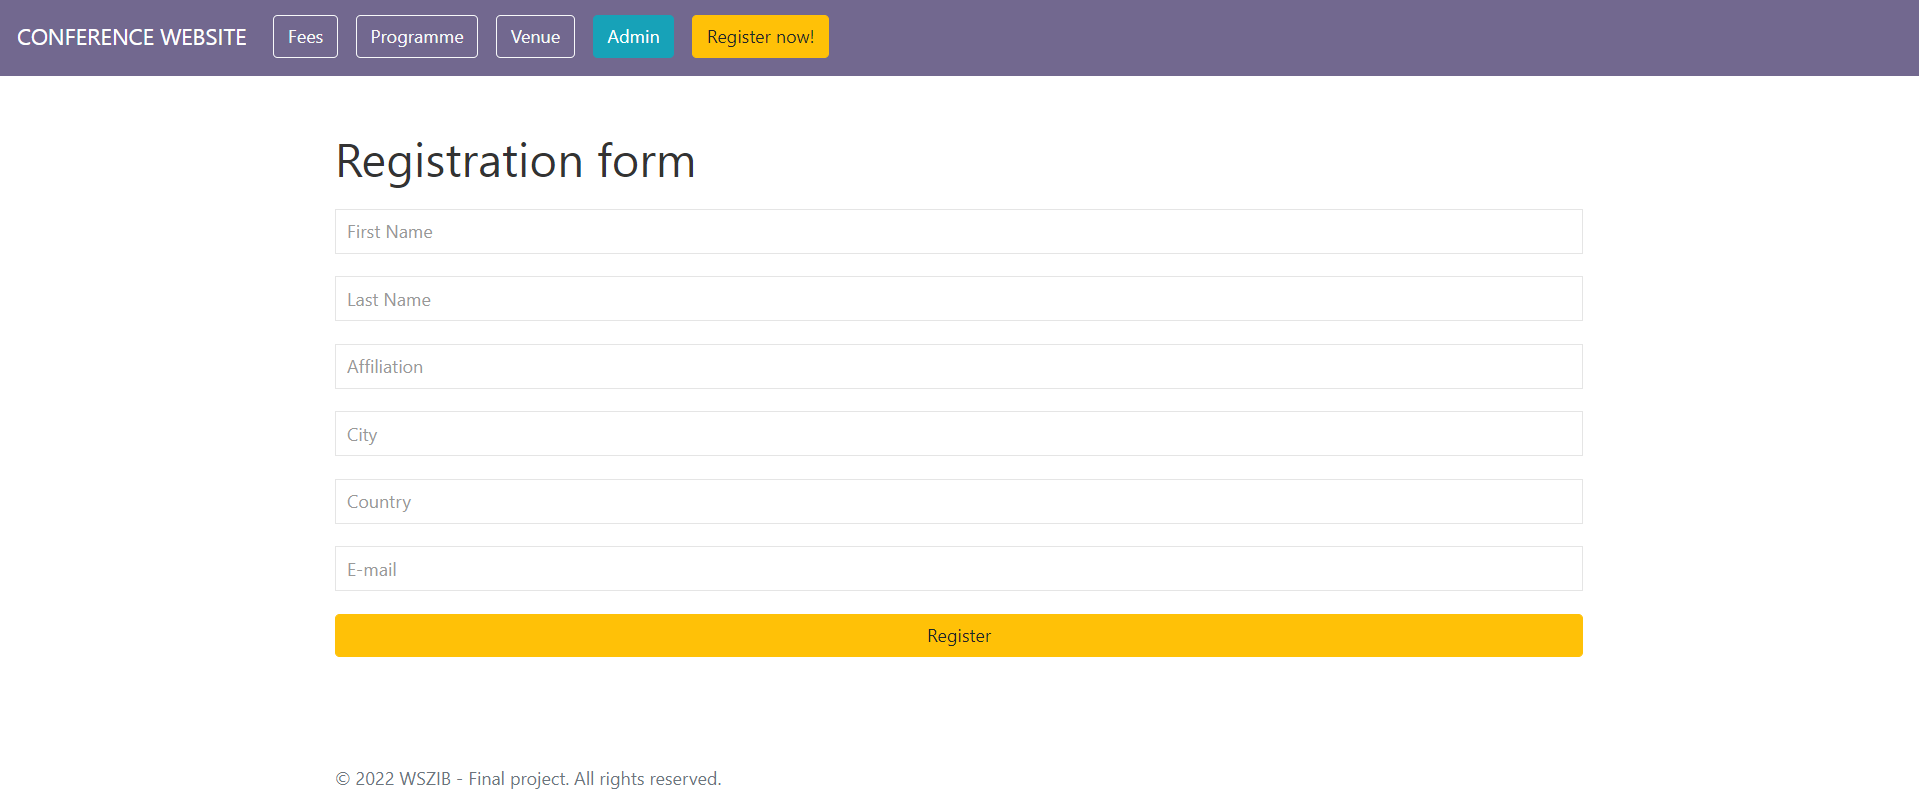 CONFERENCE WEBSITE Fees Programme Venue Admin Register now!
Registration form
First Name
Last Name
Affiliation
City
Country
E-mail
Register
© 2022 WSZIB - Final project. All rights reserved.